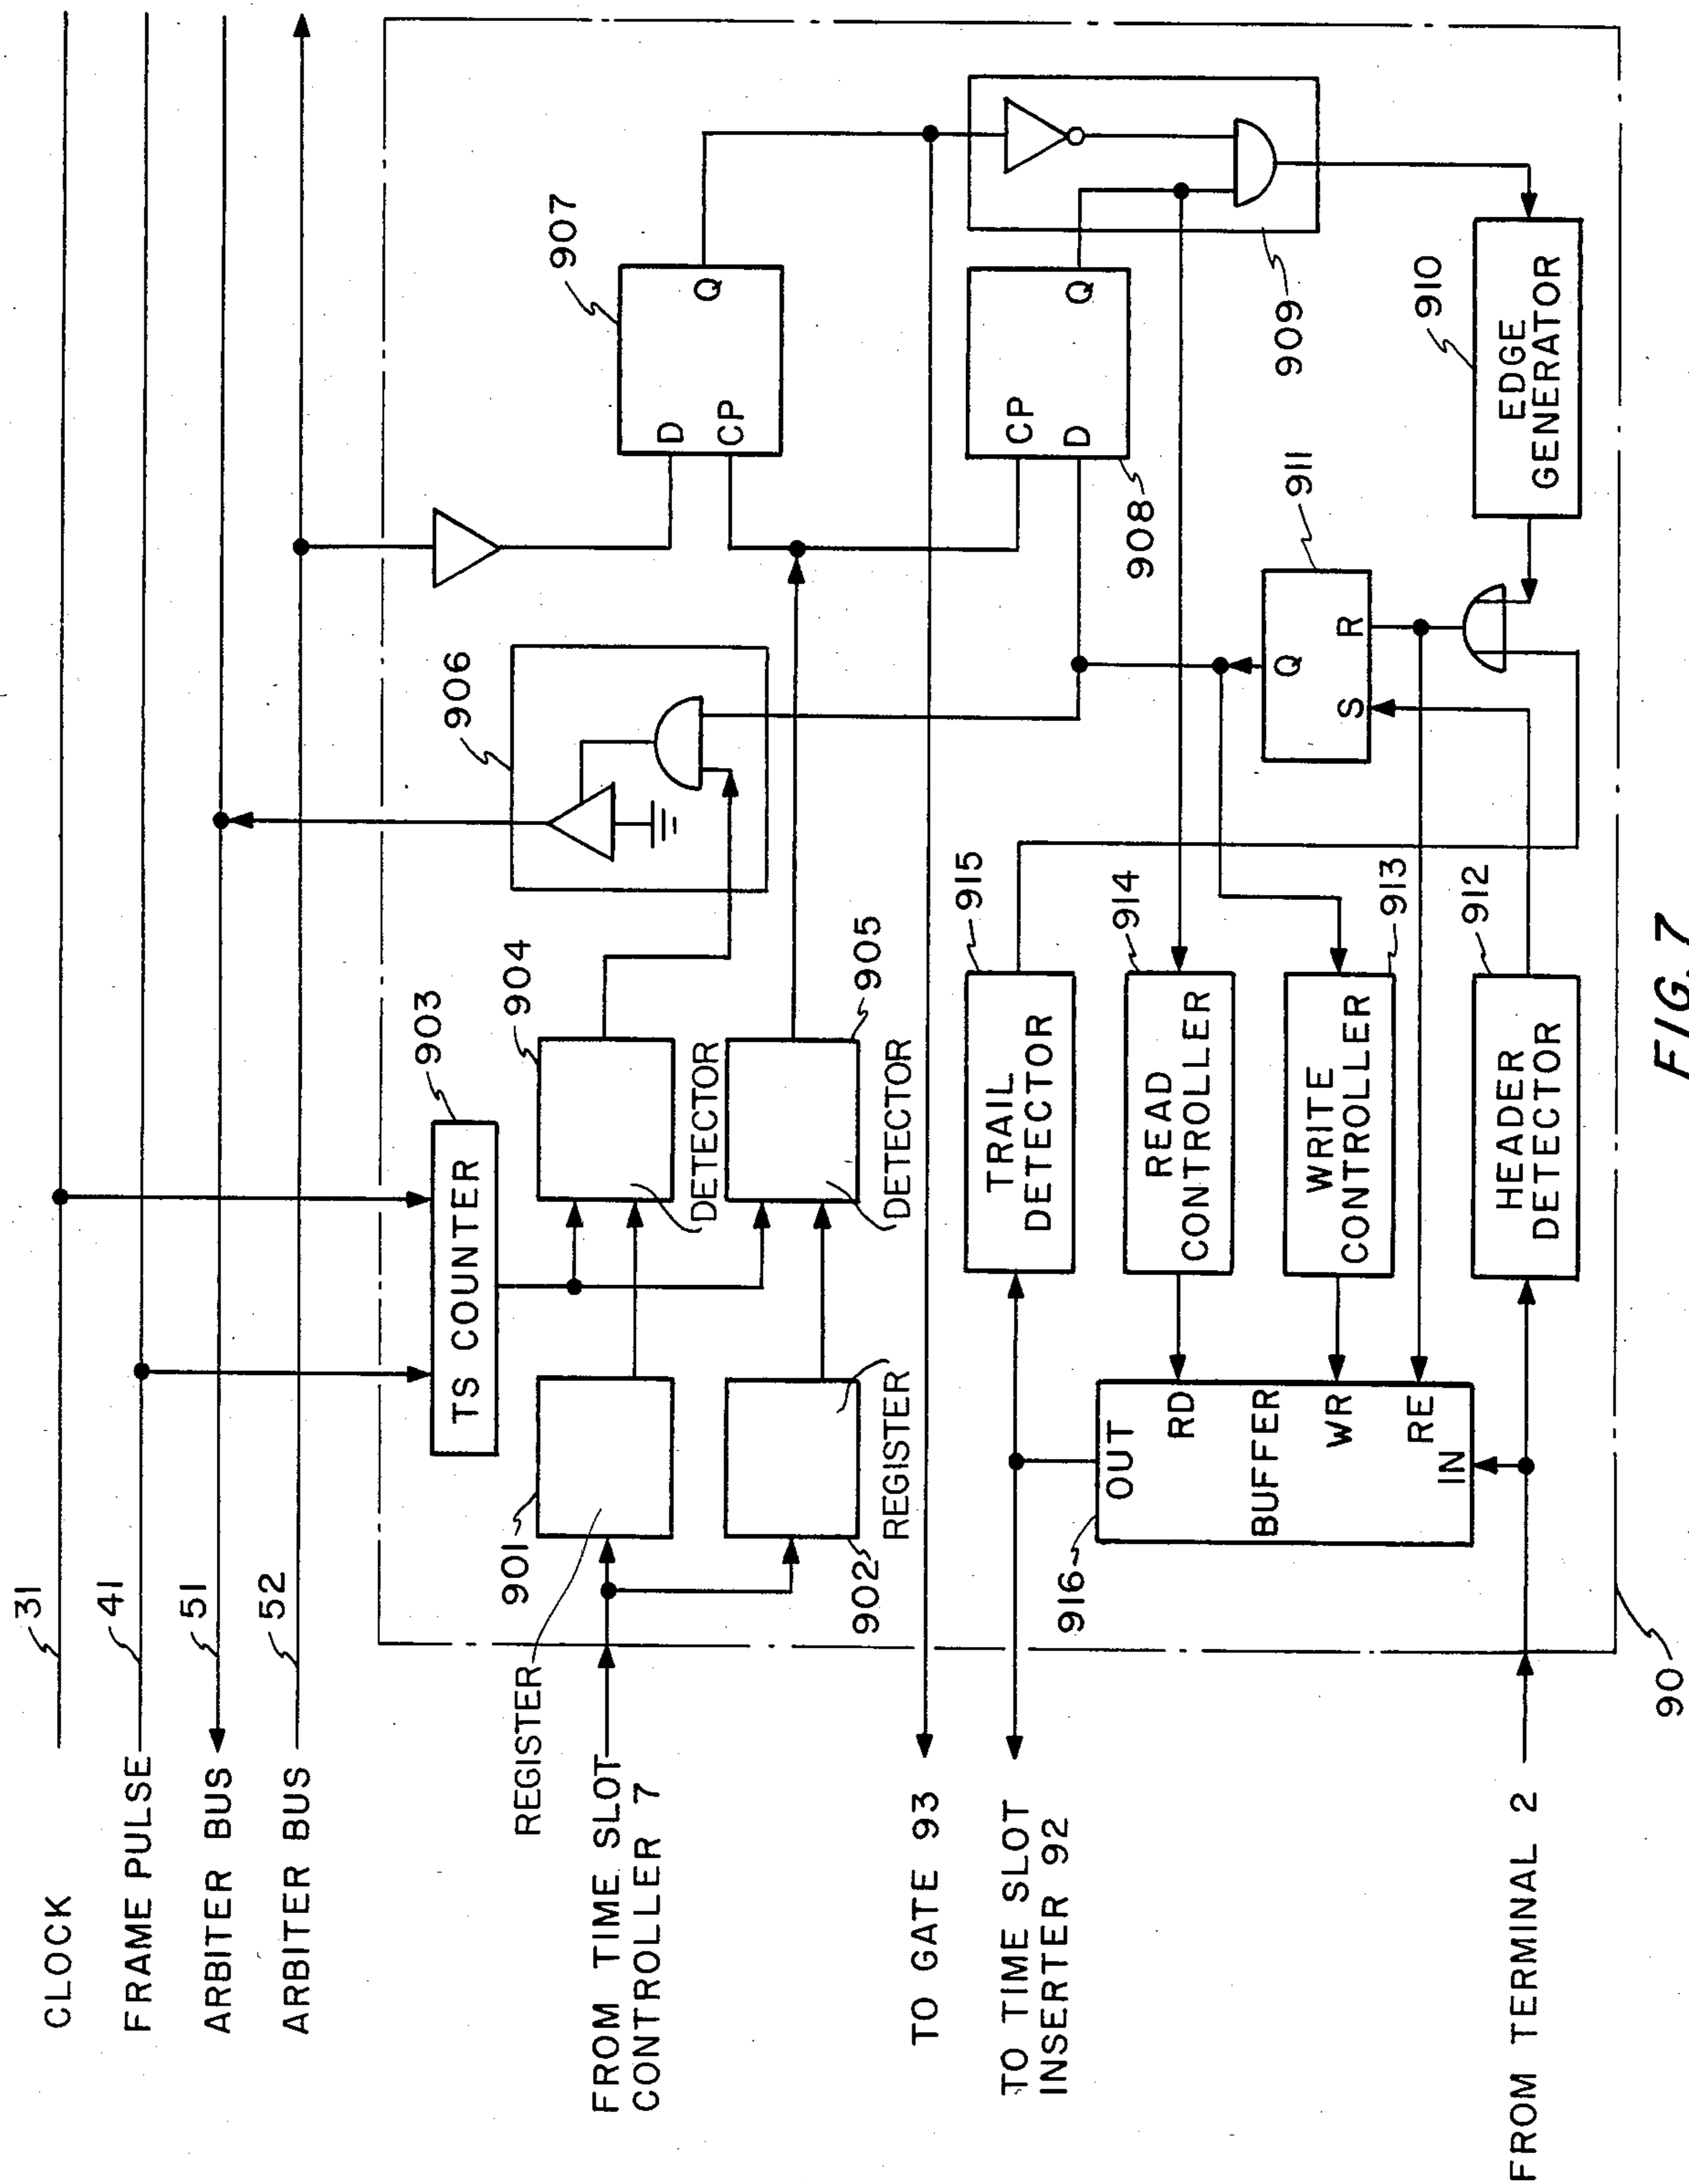 CLOCK
31
FRAME PULSE
41
ARBITER BUS
51
ARBITER BUS
52
REGISTER
FROM TIME SLOT
CONTROLLER 7
901
902
REGISTER
TS COUNTER
903
904
DETECTOR
905
DETECTOR
906
907
D
CP
Q
908
CP
D
Q
909
TO GATE 93
TO TIME SLOT
INSERTER 92
916
OUT
RD
BUFFER
WR
RE
IN
TRAIL
DETECTOR
915
READ
CONTROLLER
914
WRITE
CONTROLLER
913
HEADER
DETECTOR
912
911
Q
S
R
EDGE
GENERATOR
910
FROM TERMINAL 2
90
FIG. 7